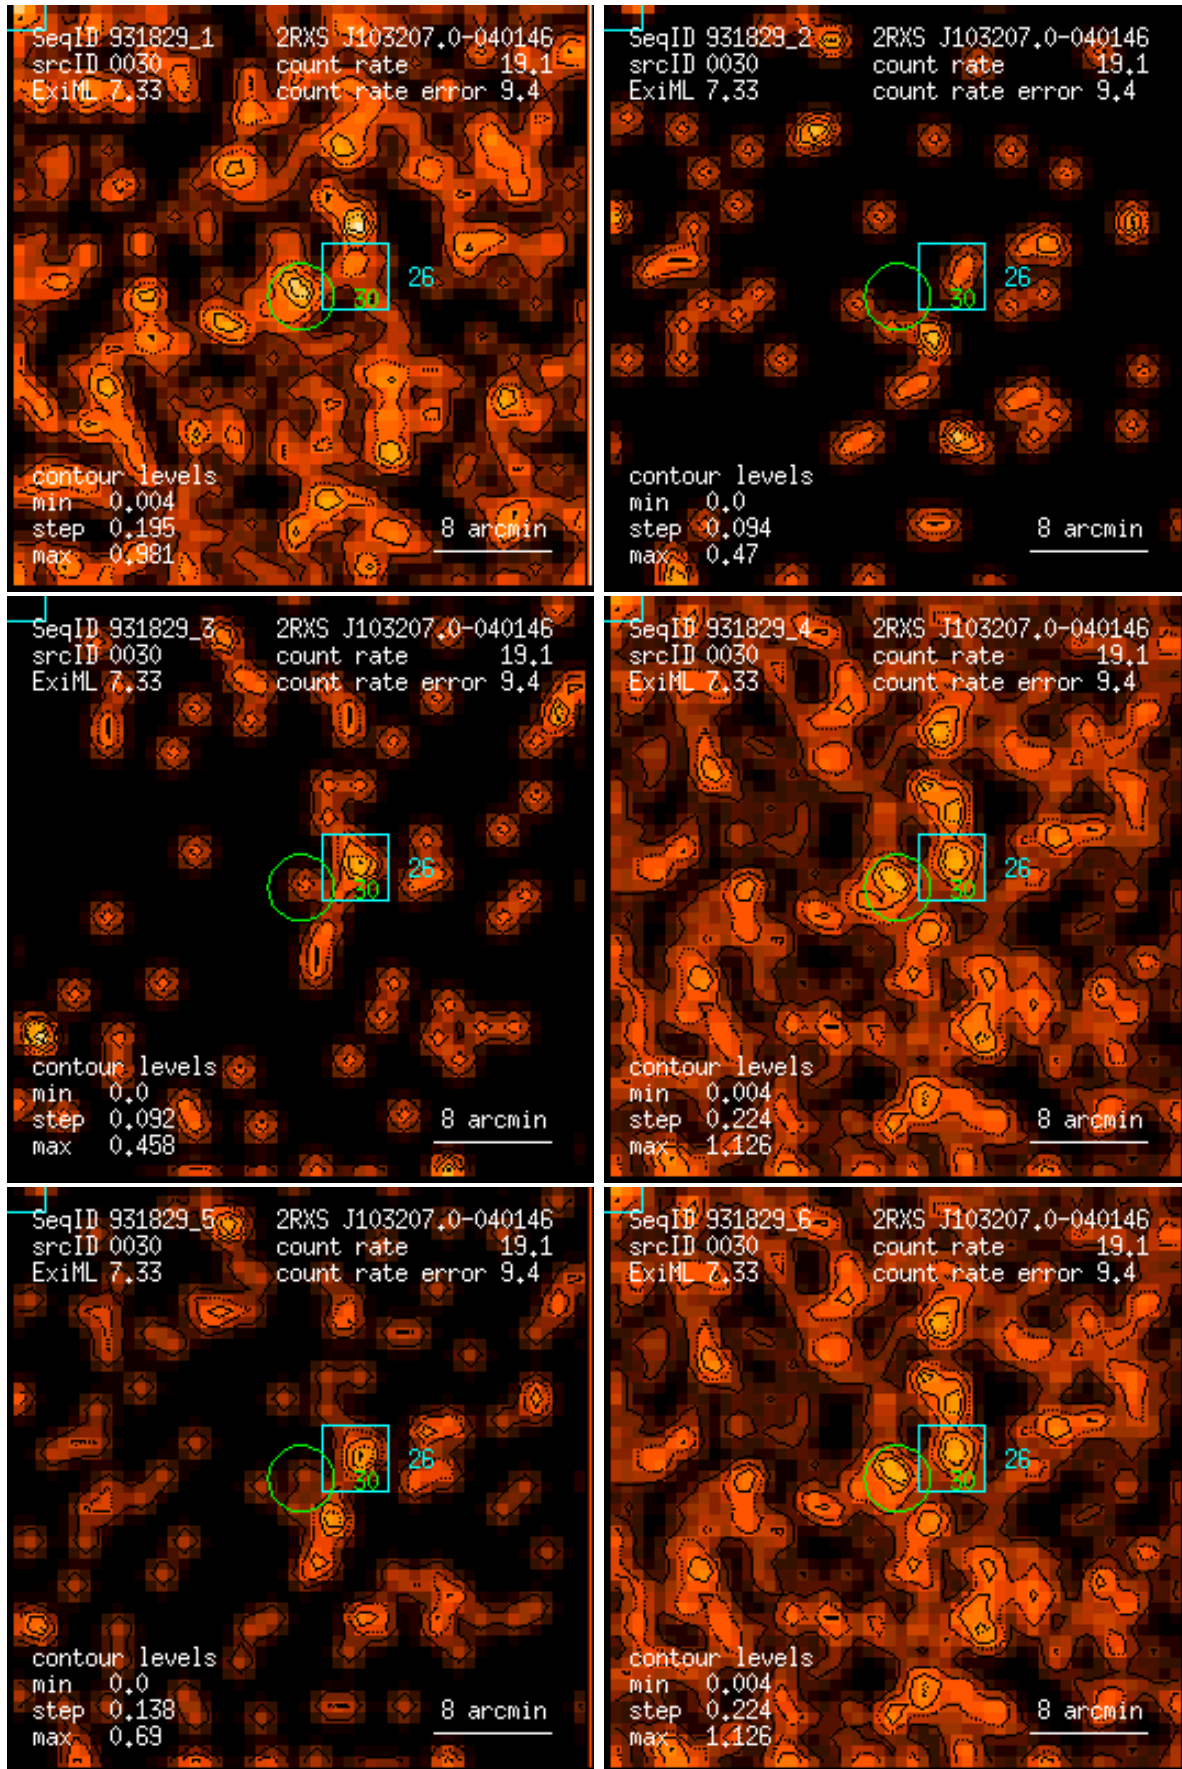 SeqID 931829_1 2RXS J103207.0-040146
srcID 0030 count rate 19.1
ExiML 7.33 count rate error 9.4
26
30
contour levels
min 0.004
step 0.195 8 arcmin
max 0.981
SeqID 931829_2 2RXS J103207.0-040146
srcID 0030 count rate 19.1
ExiML 7.33 count rate error 9.4
26
30
contour levels
min 0.0
step 0.094 8 arcmin
max 0.47
SeqID 931829_3 2RXS J103207.0-040146
srcID 0030 count rate 19.1
ExiML 7.33 count rate error 9.4
26
30
contour levels
min 0.0
step 0.092 8 arcmin
max 0.458
SeqID 931829_4 2RXS J103207.0-040146
srcID 0030 count rate 19.1
ExiML 7.33 count rate error 9.4
26
30
contour levels
min 0.004
step 0.224 8 arcmin
max 1.126
SeqID 931829_5 2RXS J103207.0-040146
srcID 0030 count rate 19.1
ExiML 7.33 count rate error 9.4
26
30
contour levels
min 0.0
step 0.138 8 arcmin
max 0.69
SeqID 931829_6 2RXS J103207.0-040146
srcID 0030 count rate 19.1
ExiML 7.33 count rate error 9.4
26
30
contour levels
min 0.004
step 0.224 8 arcmin
max 1.126